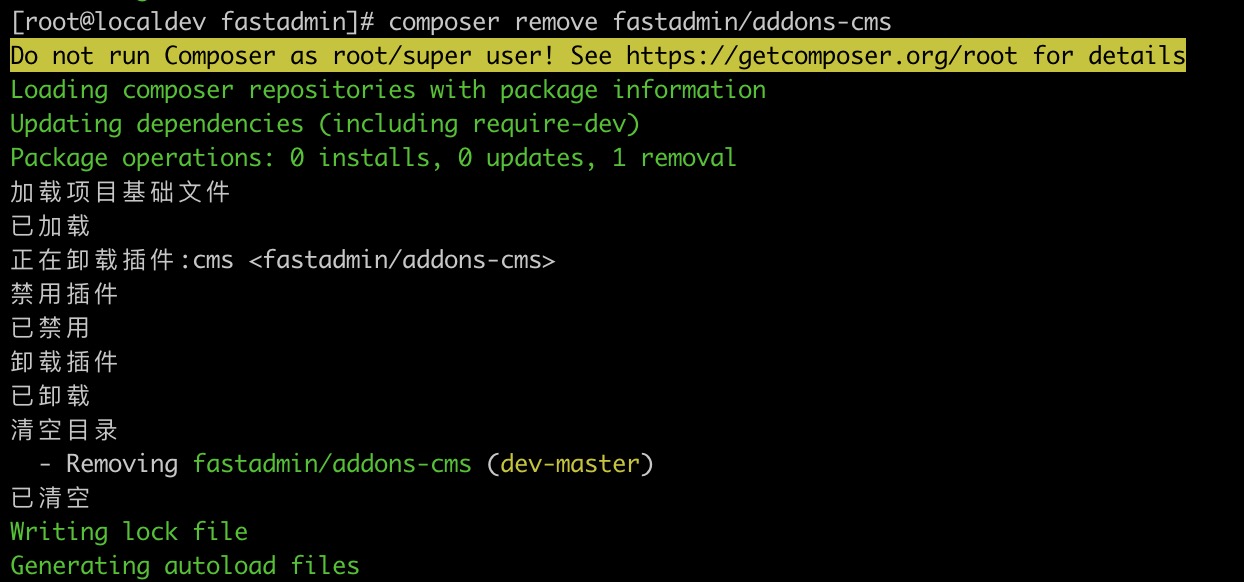 [root@localdev fastadmin]# composer remove fastadmin/addons-cms
Do not run Composer as root/super user! See https://getcomposer.org/root for details
Loading composer repositories with package information
Updating dependencies (including require-dev)
Package operations: 0 installs, 0 updates, 1 removal
加载项目基础文件
已加载
正在卸载插件:cms <fastadmin/addons-cms>
禁用插件
已禁用
卸载插件
已卸载
清空目录
  - Removing fastadmin/addons-cms (dev-master)
已清空
Writing lock file
Generating autoload files